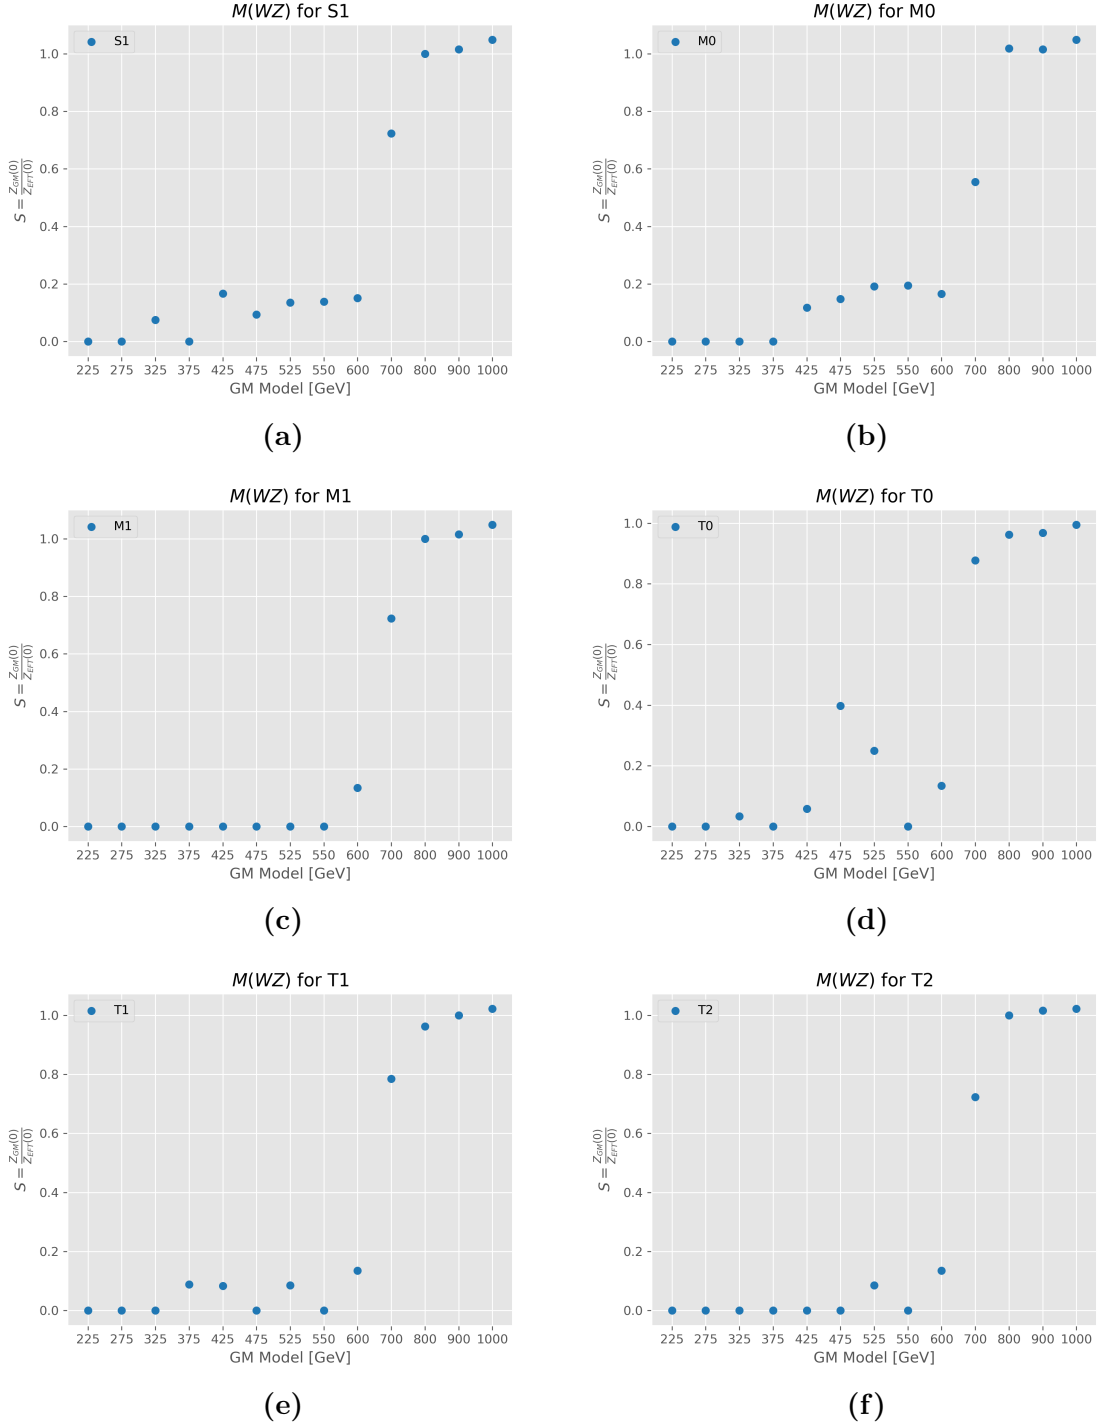 M(WZ) for S1
S1
1.0
0.8
0.6
0.4
0.2
0.0
S = Z_GM(0) / Z_EFT(0)
225 275 325 375 425 475 525 550 600 700 800 900 1000
GM Model [GeV]
(a)
M(WZ) for M0
M0
1.0
0.8
0.6
0.4
0.2
0.0
S = Z_GM(0) / Z_EFT(0)
225 275 325 375 425 475 525 550 600 700 800 900 1000
GM Model [GeV]
(b)
M(WZ) for M1
M1
1.0
0.8
0.6
0.4
0.2
0.0
S = Z_GM(0) / Z_EFT(0)
225 275 325 375 425 475 525 550 600 700 800 900 1000
GM Model [GeV]
(c)
M(WZ) for T0
T0
1.0
0.8
0.6
0.4
0.2
0.0
S = Z_GM(0) / Z_EFT(0)
225 275 325 375 425 475 525 550 600 700 800 900 1000
GM Model [GeV]
(d)
M(WZ) for T1
T1
1.0
0.8
0.6
0.4
0.2
0.0
S = Z_GM(0) / Z_EFT(0)
225 275 325 375 425 475 525 550 600 700 800 900 1000
GM Model [GeV]
(e)
M(WZ) for T2
T2
1.0
0.8
0.6
0.4
0.2
0.0
S = Z_GM(0) / Z_EFT(0)
225 275 325 375 425 475 525 550 600 700 800 900 1000
GM Model [GeV]
(f)